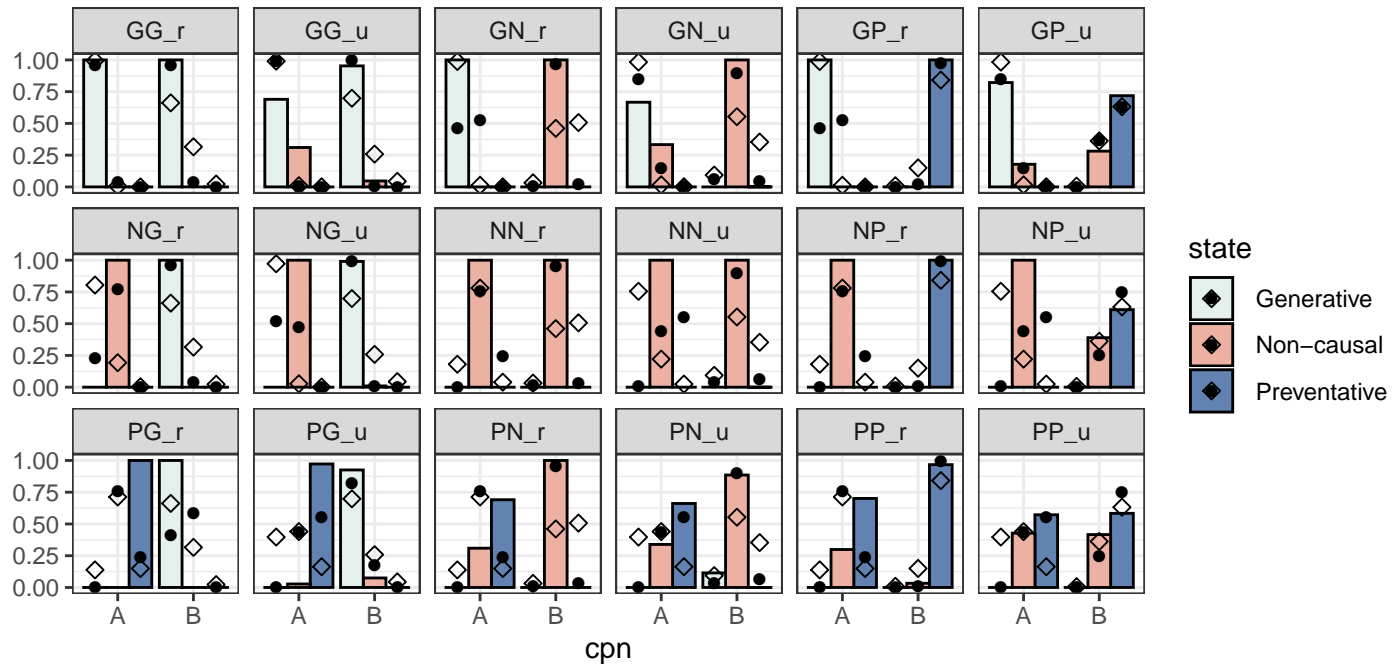 GG_r GG_u GN_r GN_u GP_r GP_u
1.00
0.75
0.50
0.25
0.00
NG_r NG_u NN_r NN_u NP_r NP_u
1.00
0.75
0.50
0.25
0.00
PG_r PG_u PN_r PN_u PP_r PP_u
1.00
0.75
0.50
0.25
0.00
A B A B A B A B A B A B
cpn
state
Generative
Non−causal
Preventative